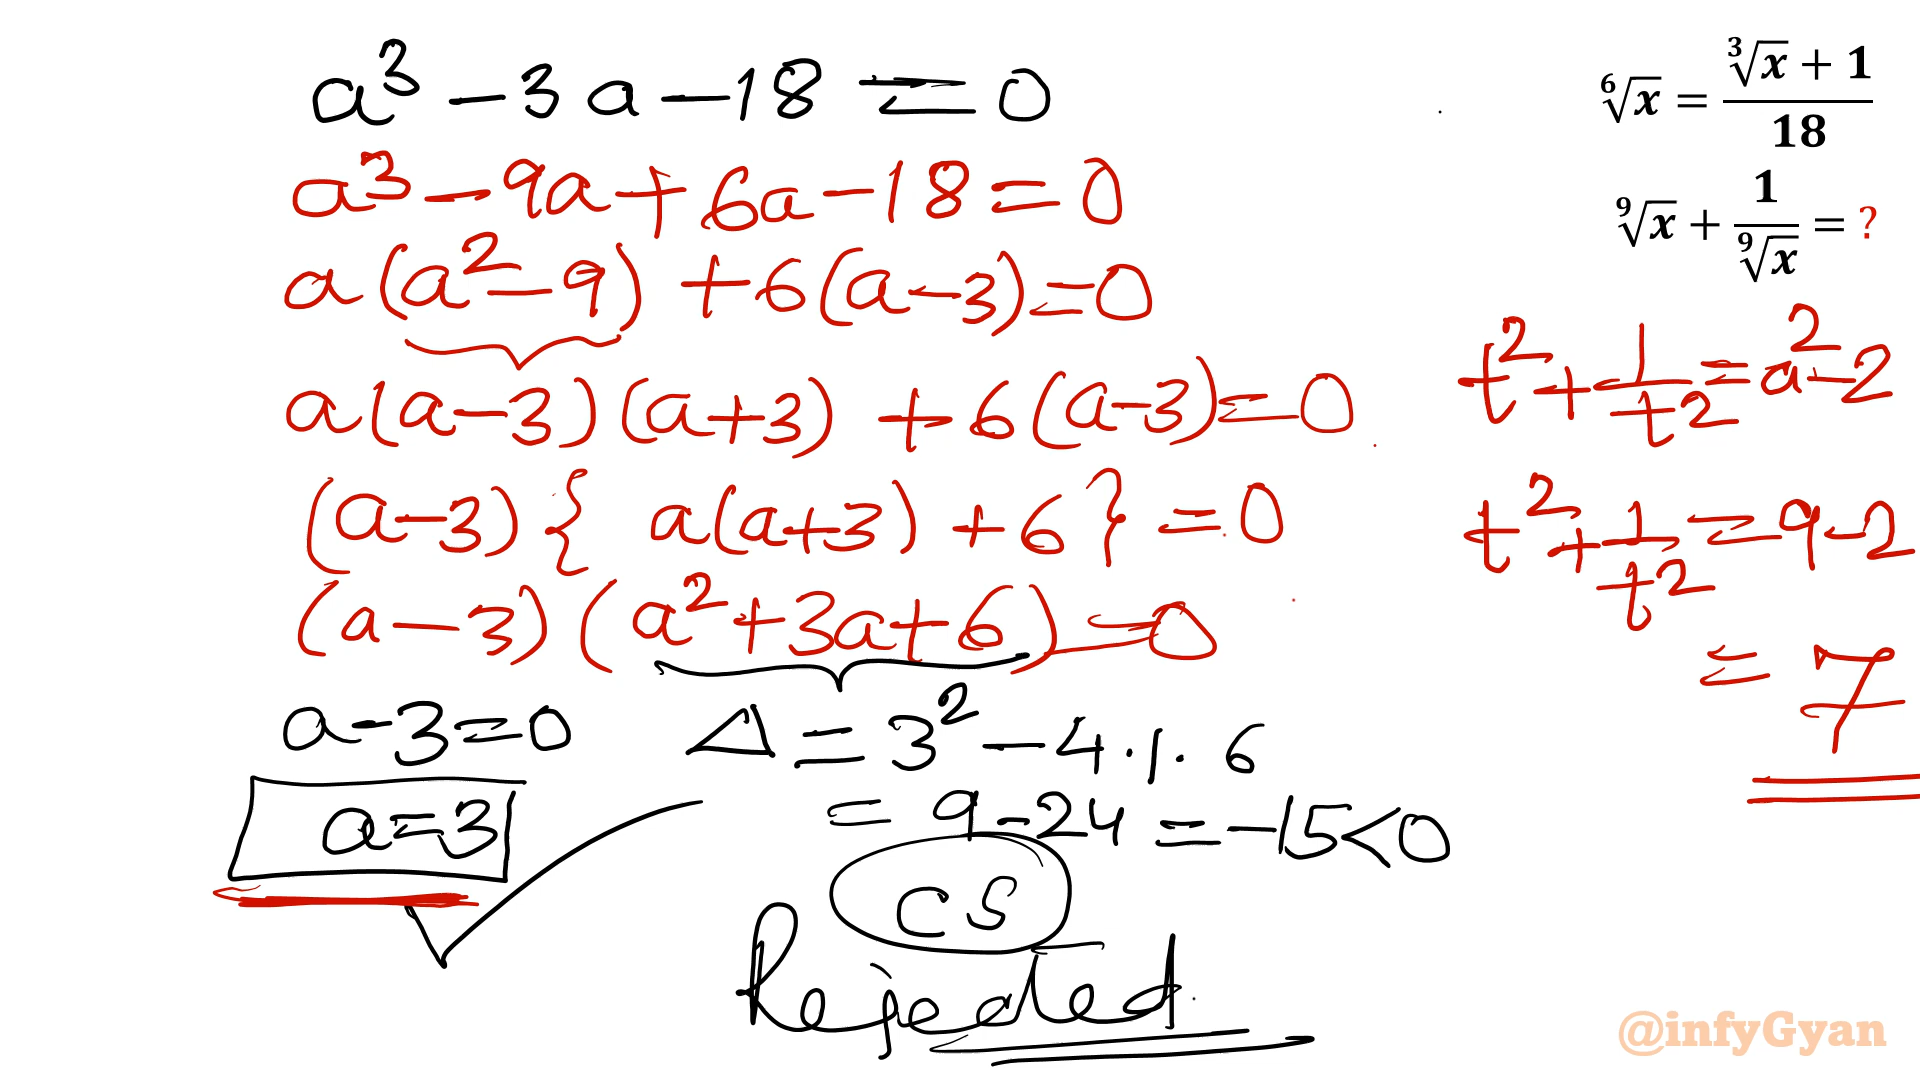 a³ − 3a − 18 = 0
a³ − 9a + 6a − 18 = 0
a(a² − 9) + 6(a − 3) = 0
a(a − 3)(a + 3) + 6(a − 3) = 0
(a − 3){ a(a + 3) + 6} = 0
(a − 3)(a² + 3a + 6) = 0
a − 3 = 0
a = 3
Δ = 3² − 4 · 1 · 6
= 9 − 24 = −15 < 0
CS
Rejected
⁶√x = (³√x + 1)/18
⁹√x + 1/⁹√x = ?
t² + 1/t² = a² − 2
t² + 1/t² = 9 − 2
= 7
@infyGyan